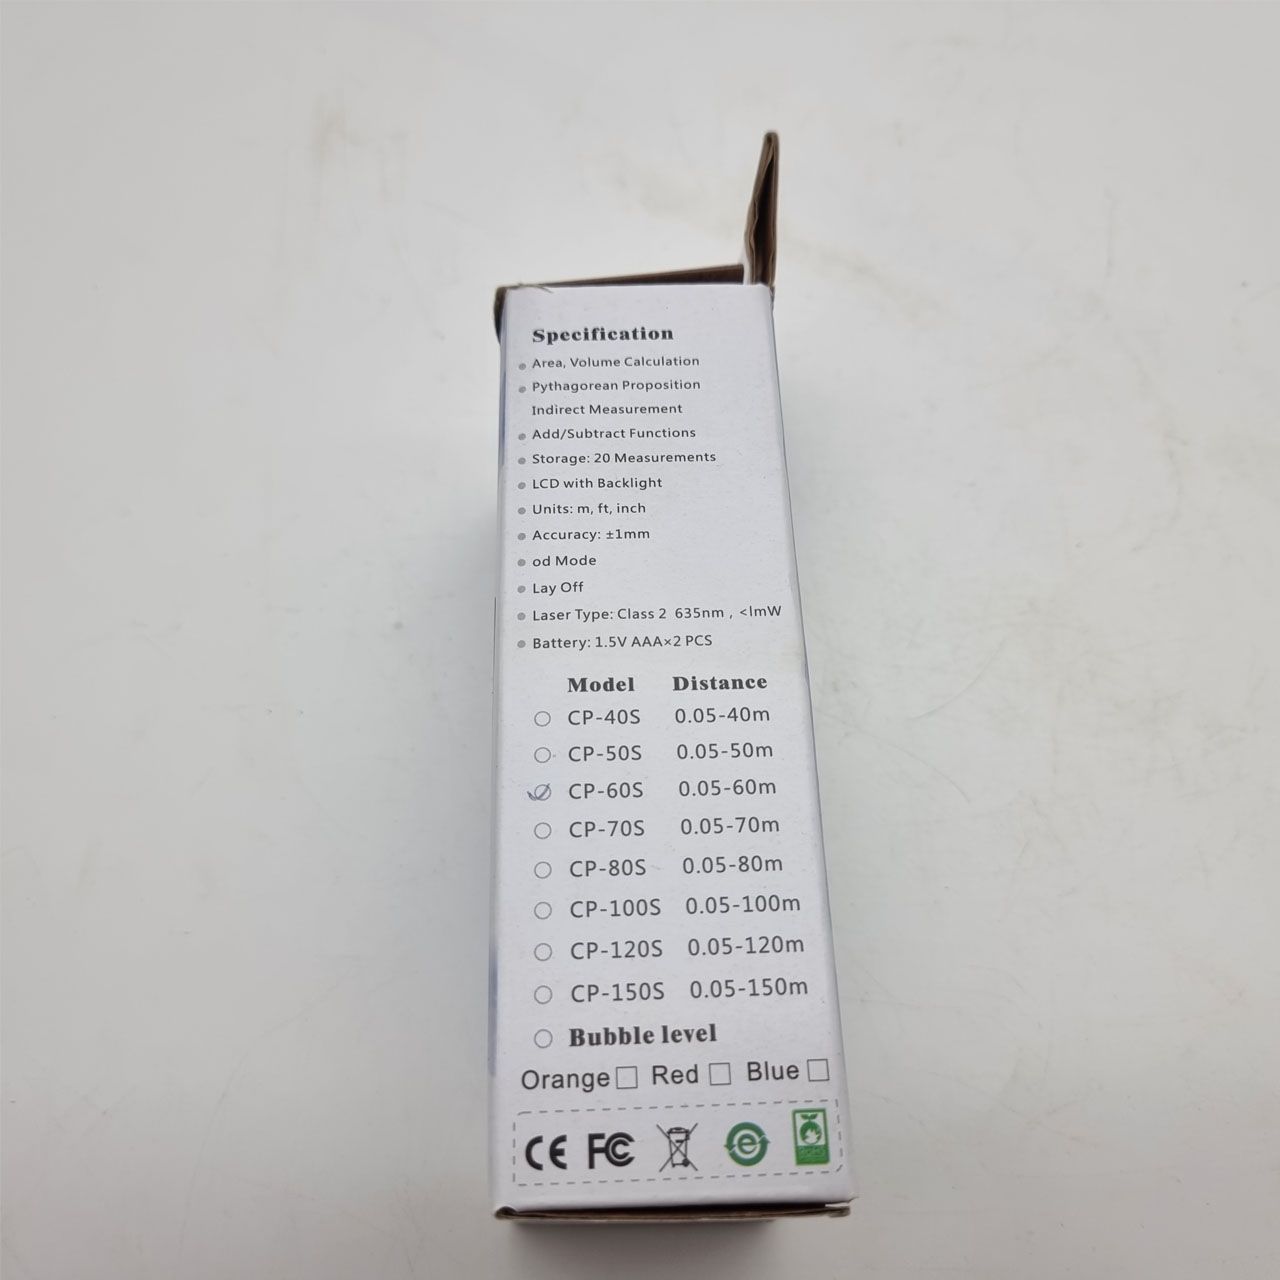 Specification
Area, Volume Calculation
Pythagorean Proposition
Indirect Measurement
Add/Subtract Functions
Storage: 20 Measurements
LCD with Backlight
Units: m, ft, inch
Accuracy: ±1mm
od Mode
Lay Off
Laser Type: Class 2 635nm , <lmW
Battery: 1.5V AAA×2 PCS
Model Distance
CP-40S 0.05-40m
CP-50S 0.05-50m
CP-60S 0.05-60m
CP-70S 0.05-70m
CP-80S 0.05-80m
CP-100S 0.05-100m
CP-120S 0.05-120m
CP-150S 0.05-150m
Bubble level
Orange Red Blue
CE FC e RoHS